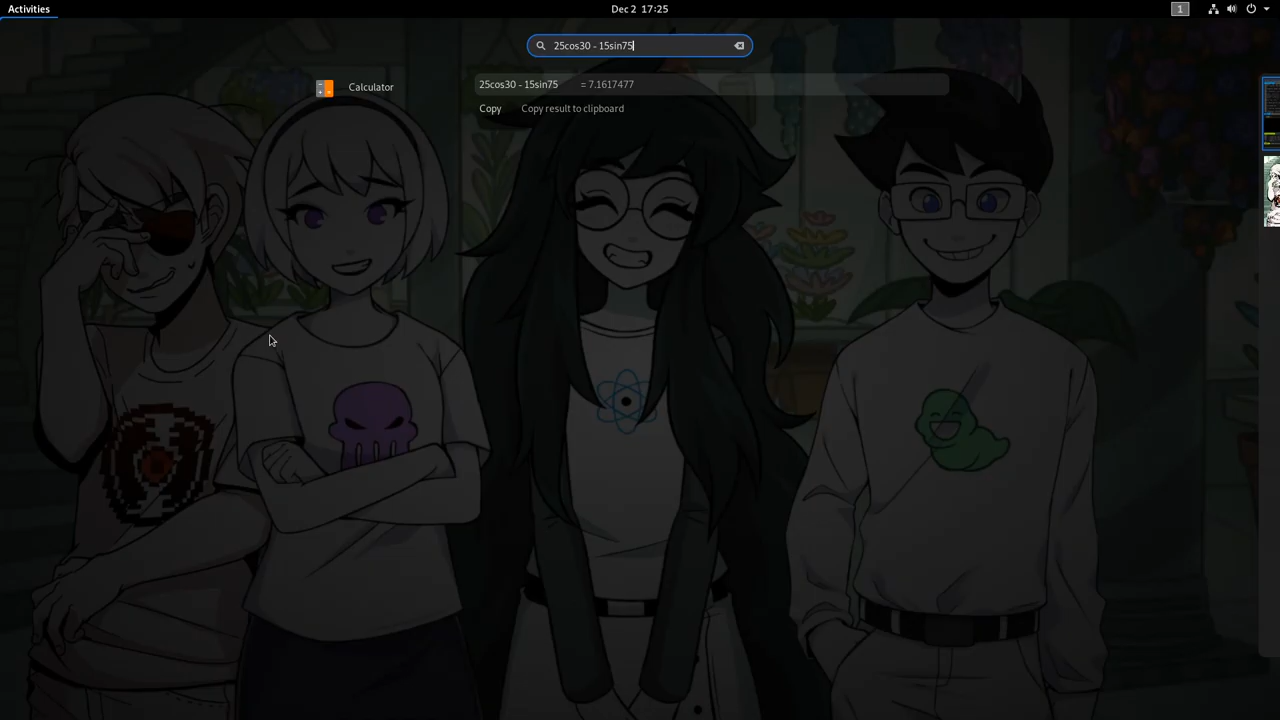 Activities
Dec 2 17:25
1
25cos30 - 15sin75
Calculator
25cos30 - 15sin75 = 7.1617477
Copy Copy result to clipboard